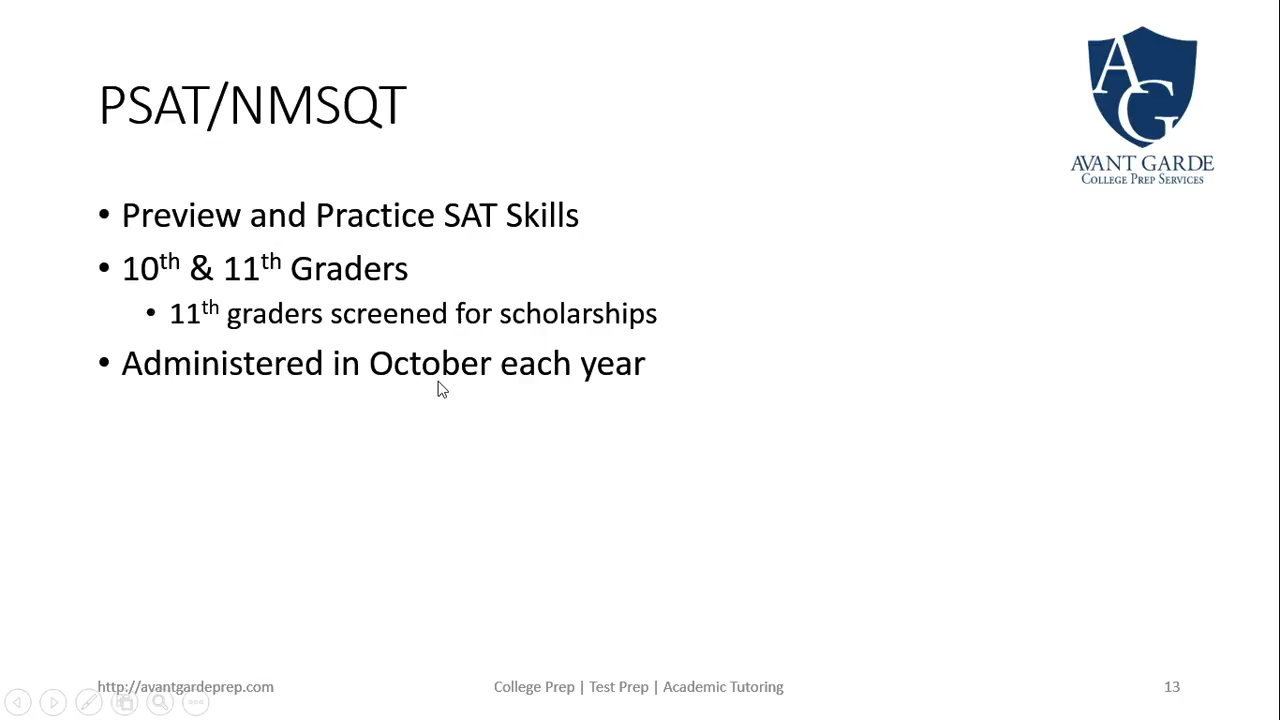 A
G
AVANT GARDE
COLLEGE PREP SERVICES
PSAT/NMSQT
• Preview and Practice SAT Skills
• 10th & 11th Graders
• 11th graders screened for scholarships
• Administered in October each year
http://avantgardeprep.com
College Prep | Test Prep | Academic Tutoring
13